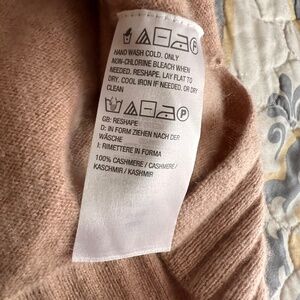 HAND WASH COLD. ONLY
NON-CHLORINE BLEACH WHEN
NEEDED. RESHAPE, LAY FLAT TO
DRY. COOL IRON IF NEEDED, OR DRY
CLEAN
P
GB: RESHAPE
D: IN FORM ZIEHEN NACH DER
WÄSCHE
I: RIMETTERE IN FORMA
100% CASHMERE / CASHMERE /
KASCHMIR / KASHMIR